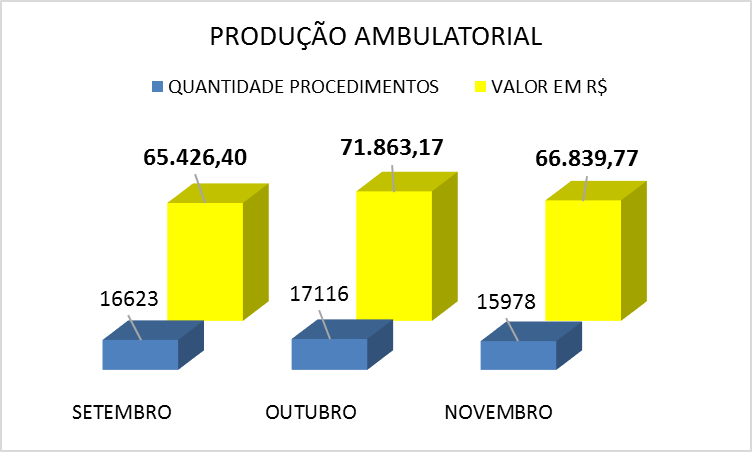 PRODUÇÃO AMBULATORIAL
QUANTIDADE PROCEDIMENTOS VALOR EM R$
65.426,40 71.863,17 66.839,77
16623 17116 15978
SETEMBRO OUTUBRO NOVEMBRO